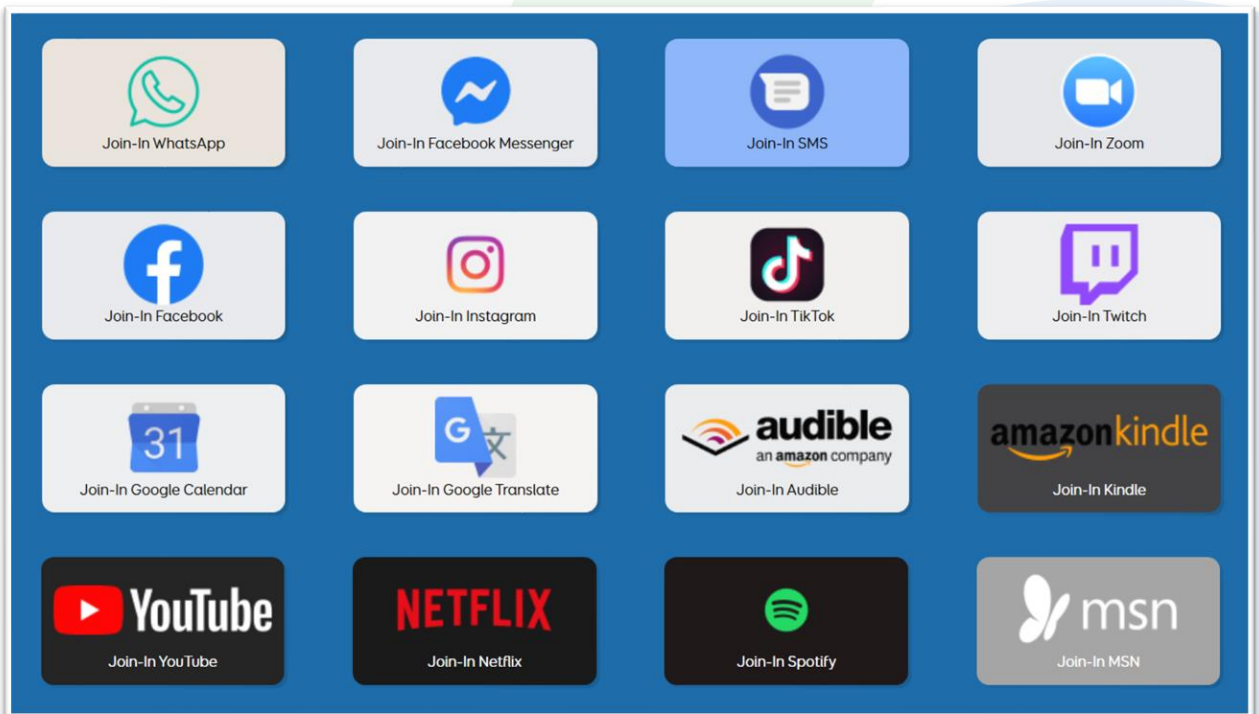 Join-In WhatsApp
Join-In Facebook Messenger
Join-In SMS
Join-In Zoom
Join-In Facebook
Join-In Instagram
Join-In TikTok
Join-In Twitch
31
Join-In Google Calendar
G 文
Join-In Google Translate
audible
an amazon company
Join-In Audible
amazonkindle
Join-In Kindle
YouTube
Join-In YouTube
NETFLIX
Join-In Netflix
Join-In Spotify
msn
Join-In MSN